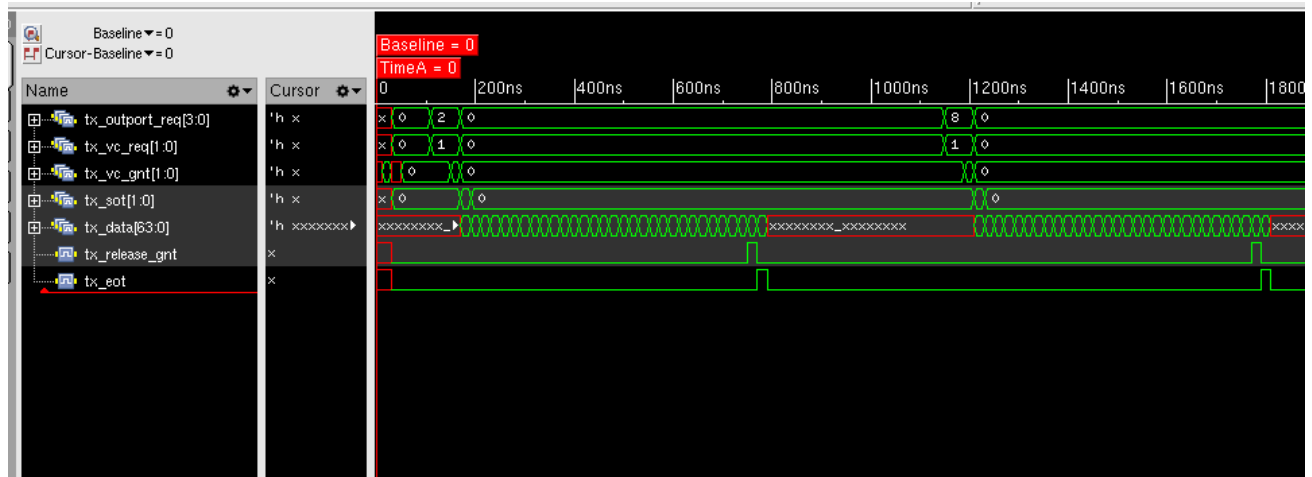 Baseline▼= 0
Cursor-Baseline▼= 0
Baseline = 0
TimeA = 0
Name Cursor 0 200ns 400ns 600ns 800ns 1000ns 1200ns 1400ns 1600ns 1800
tx_outport_req[3:0] 'h x x 0 2 0 8 0
tx_vc_req[1:0] 'h x x 0 1 0 1 0
tx_vc_gnt[1:0] 'h x 0 0 0
tx_sot[1:0] 'h x x 0 0 0
tx_data[63:0] 'h xxxxxxx xxxxxxxx_ xxxxxxxx_xxxxxxxx xxxx
tx_release_gnt x
tx_eot x